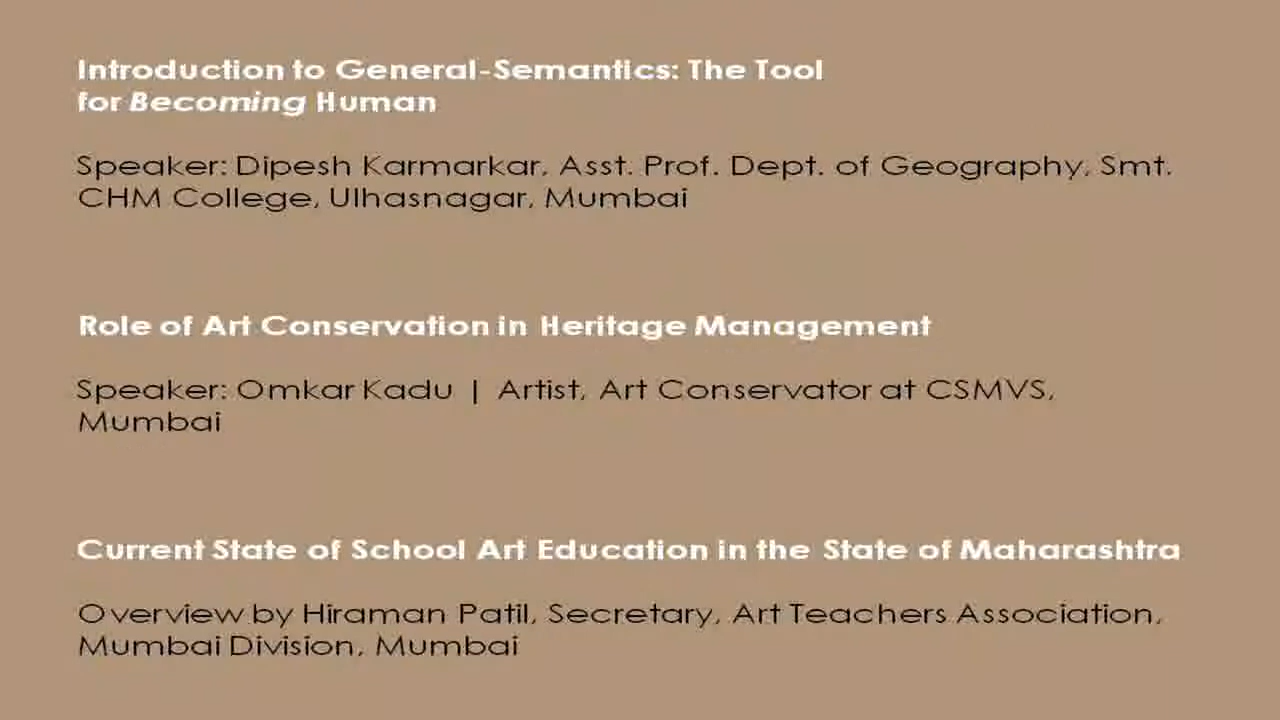 Introduction to General-Semantics: The Tool
for Becoming Human
Speaker: Dipesh Karmarkar, Asst. Prof. Dept. of Geography, Smt.
CHM College, Ulhasnagar, Mumbai
Role of Art Conservation in Heritage Management
Speaker: Omkar Kadu | Artist, Art Conservator at CSMVS,
Mumbai
Current State of School Art Education in the State of Maharashtra
Overview by Hiraman Patil, Secretary, Art Teachers Association,
Mumbai Division, Mumbai